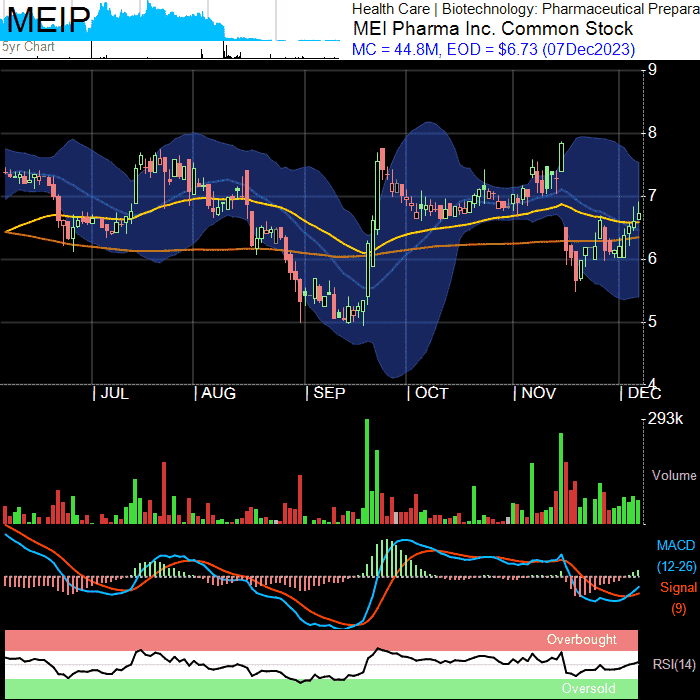 MEIP
5yr Chart
Health Care | Biotechnology: Pharmaceutical Prepara
MEI Pharma Inc. Common Stock
MC = 44.8M, EOD = $6.73 (07Dec2023)
9
8
7
6
5
4
JUL
AUG
SEP
OCT
NOV
DEC
293k
Volume
MACD
(12-26)
Signal
(9)
Overbought
RSI(14)
Oversold